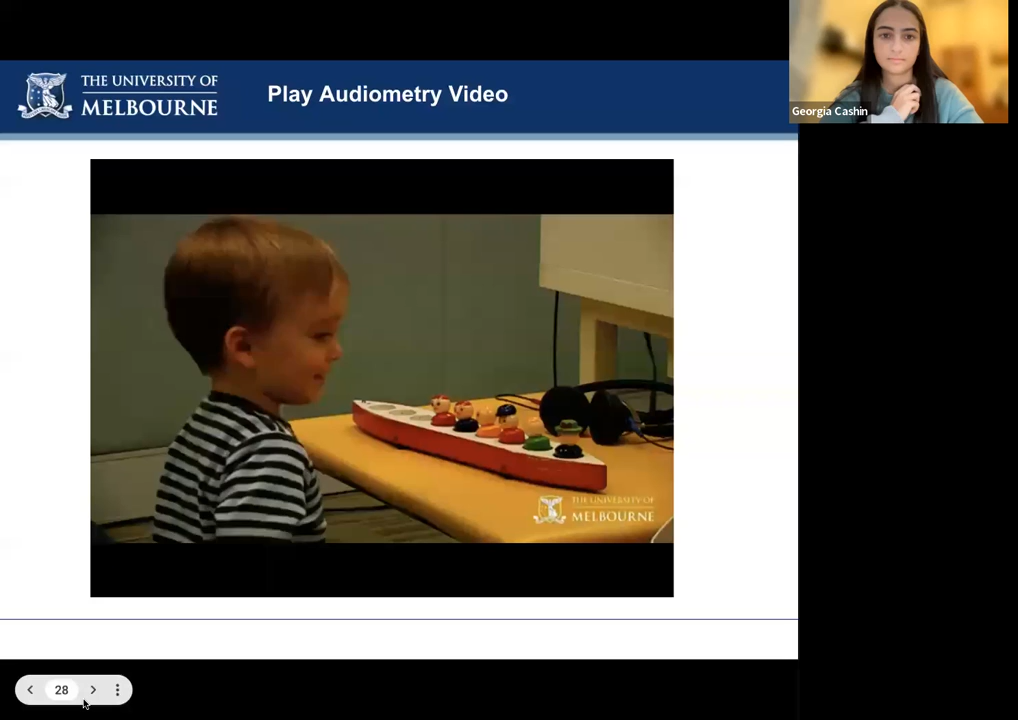 THE UNIVERSITY OF
MELBOURNE
Play Audiometry Video
Georgia Cashin
THE UNIVERSITY OF
MELBOURNE
28